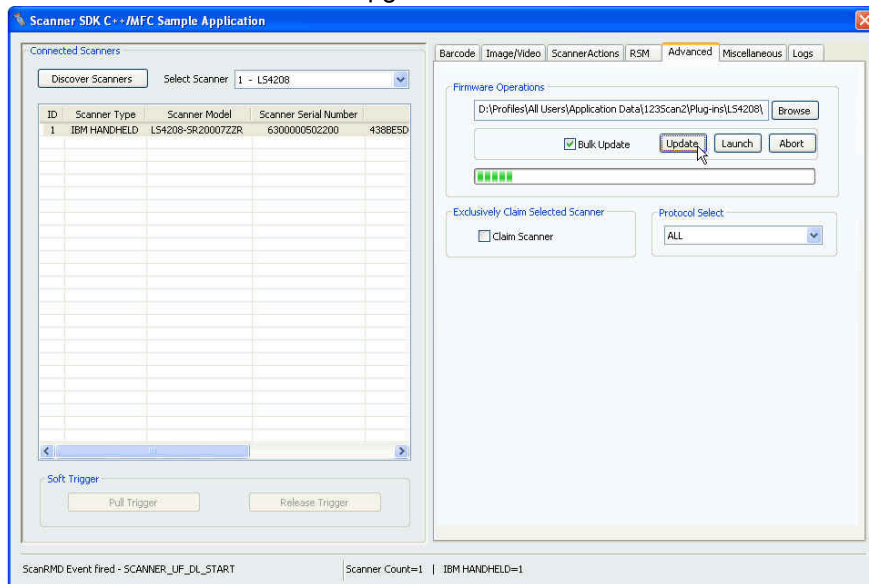 Scanner SDK C++/MFC Sample Application
Connected Scanners
Discover Scanners
Select Scanner
1 - LS4208
ID Scanner Type Scanner Model Scanner Serial Number
1 IBM HANDHELD LS4208-SR20007ZZR 6300000502200 438BE5D
Soft Trigger
Pull Trigger
Release Trigger
Barcode Image/Video ScannerActions RSM Advanced Miscellaneous Logs
Firmware Operations
D:\Profiles\All Users\Application Data\123Scan2\Plug-ins\LS4208\
Browse
Bulk Update
Update
Launch
Abort
Exclusively Claim Selected Scanner
Claim Scanner
Protocol Select
ALL
ScanRMD Event fired - SCANNER_UF_DL_START
Scanner Count=1 | IBM HANDHELD=1